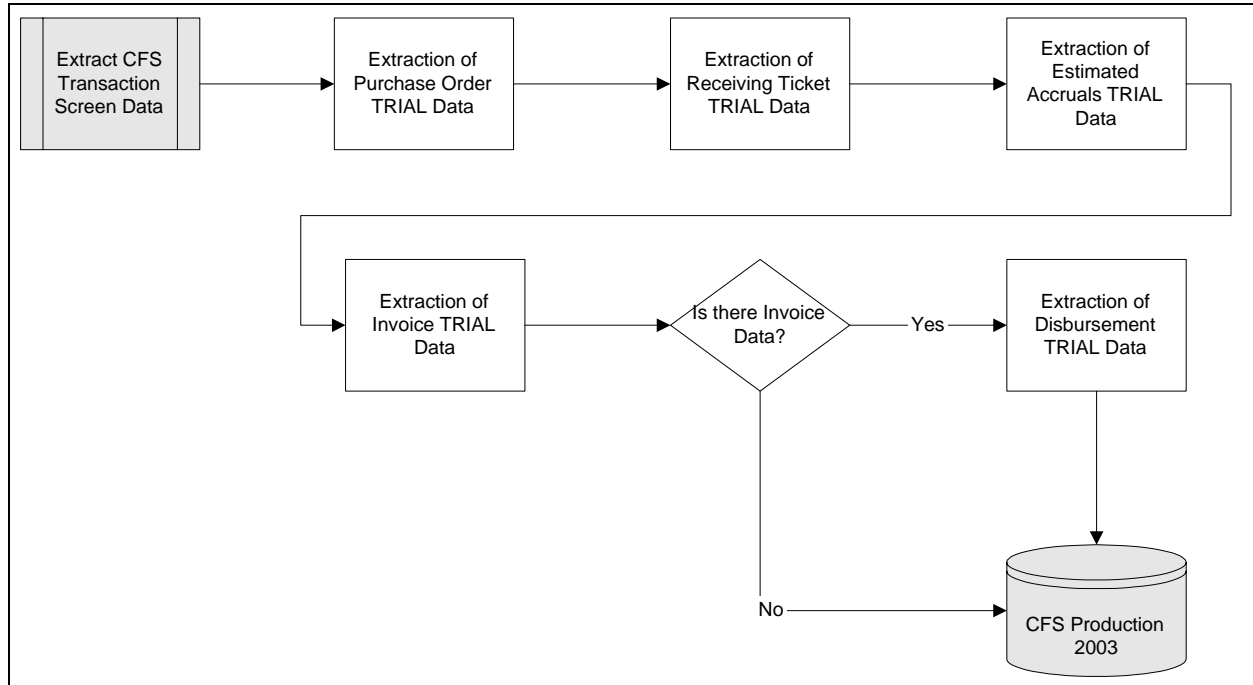 Extract CFS
Transaction
Screen Data
Extraction of
Purchase Order
TRIAL Data
Extraction of
Receiving Ticket
TRIAL Data
Extraction of
Estimated
Accruals TRIAL
Data
Extraction of
Invoice TRIAL
Data
Is there Invoice
Data?
Yes
Extraction of
Disbursement
TRIAL Data
No
CFS Production
2003